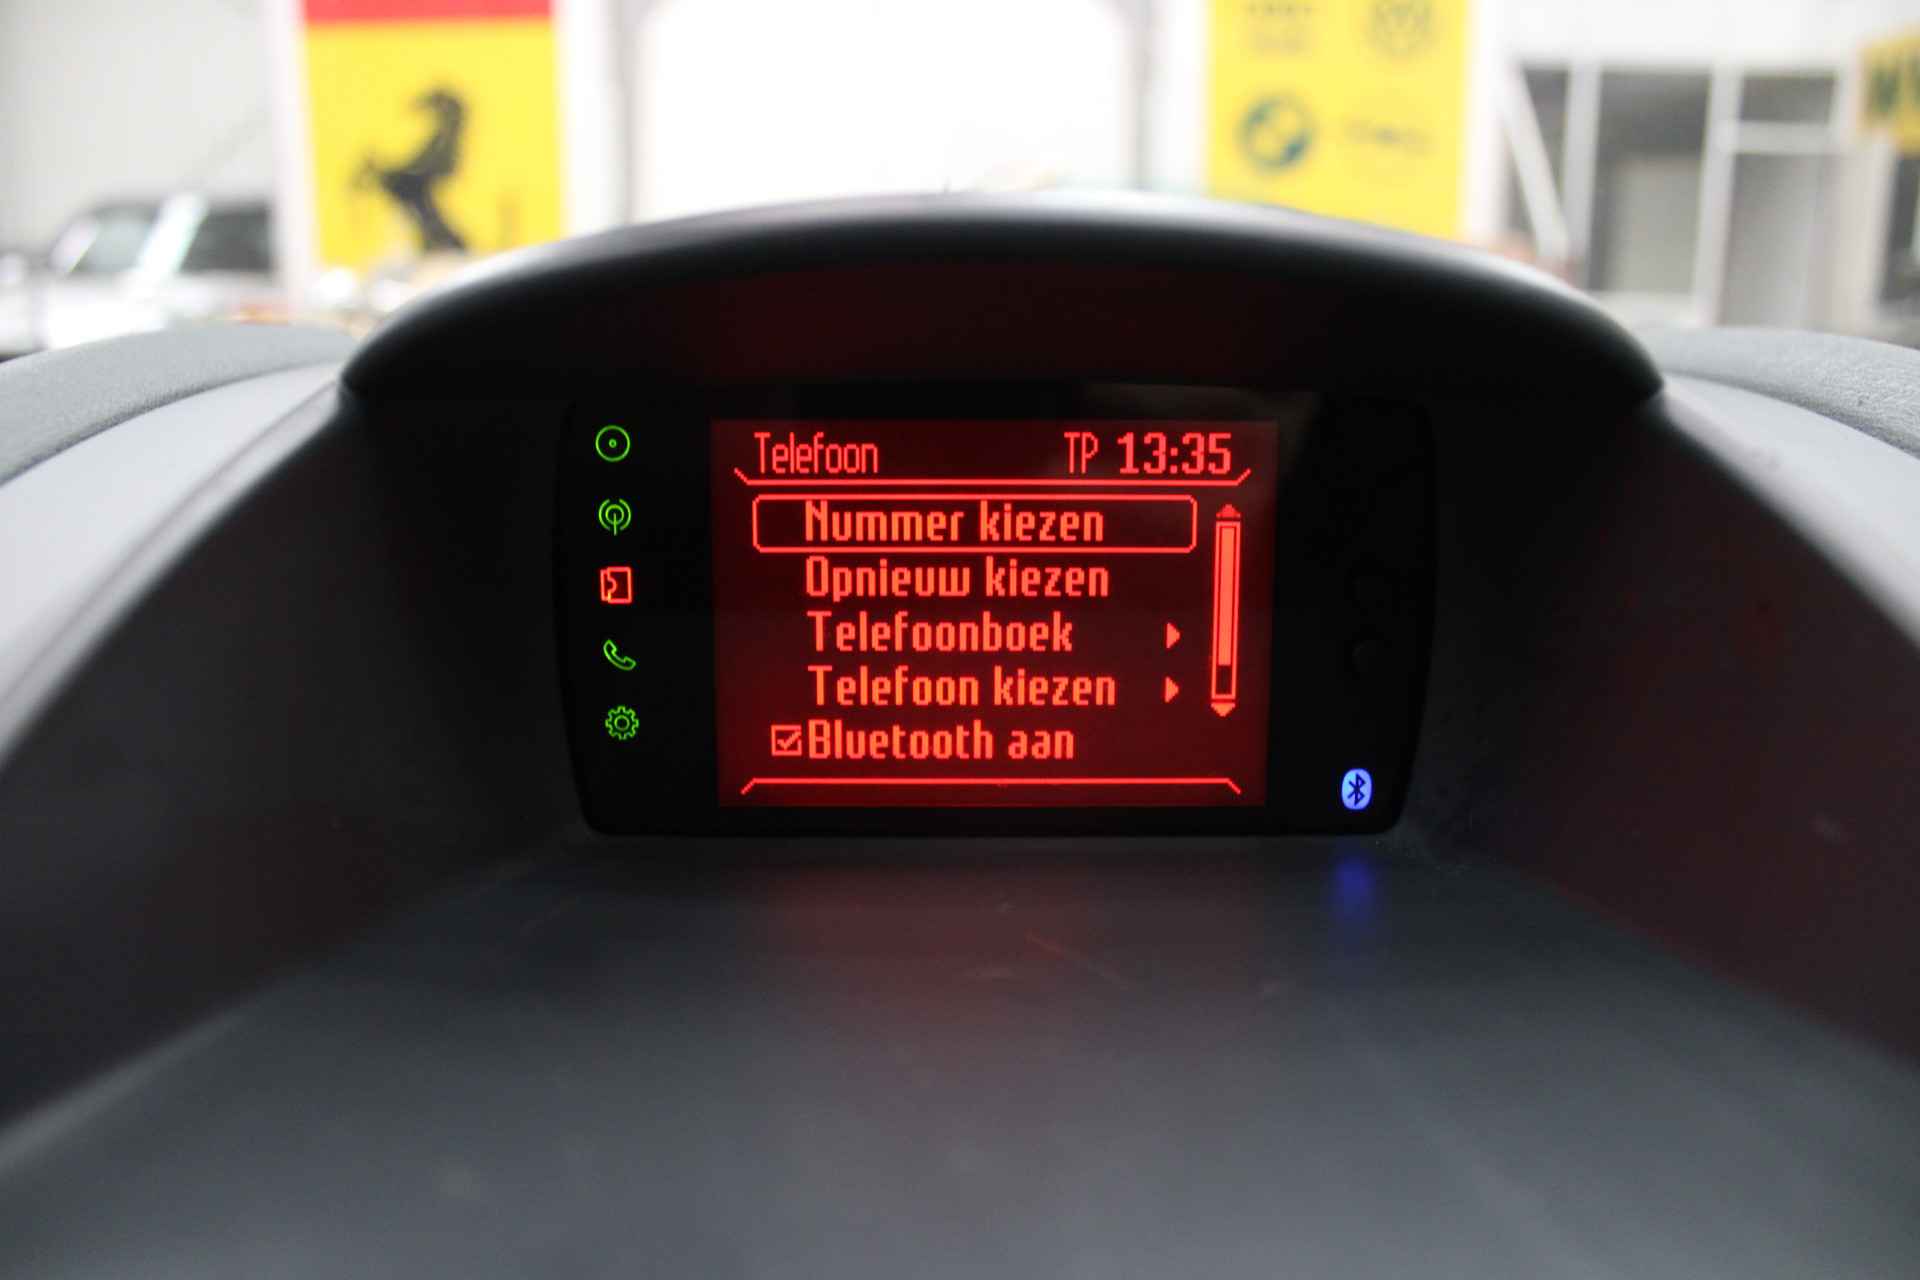 Telefoon TP 13:35
Nummer kiezen
Opnieuw kiezen
Telefoonboek
Telefoon kiezen
Bluetooth aan